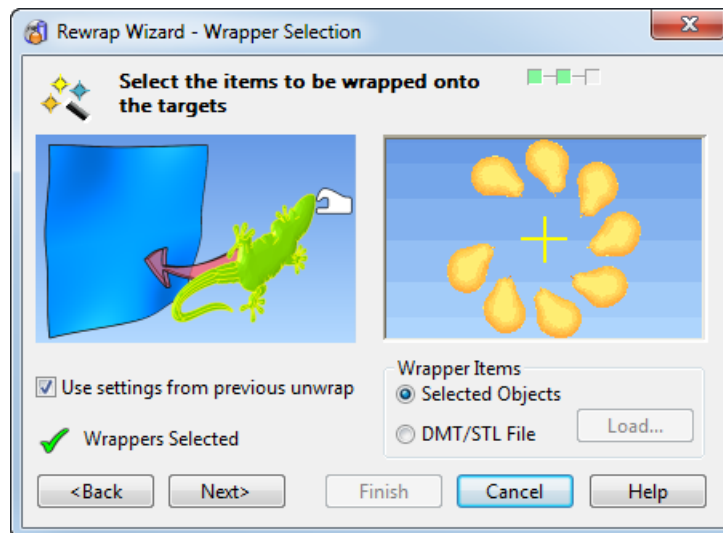 Rewrap Wizard - Wrapper Selection
Select the items to be wrapped onto
the targets
Use settings from previous unwrap
Wrappers Selected
Wrapper Items
Selected Objects
DMT/STL File
Load...
<Back
Next>
Finish
Cancel
Help